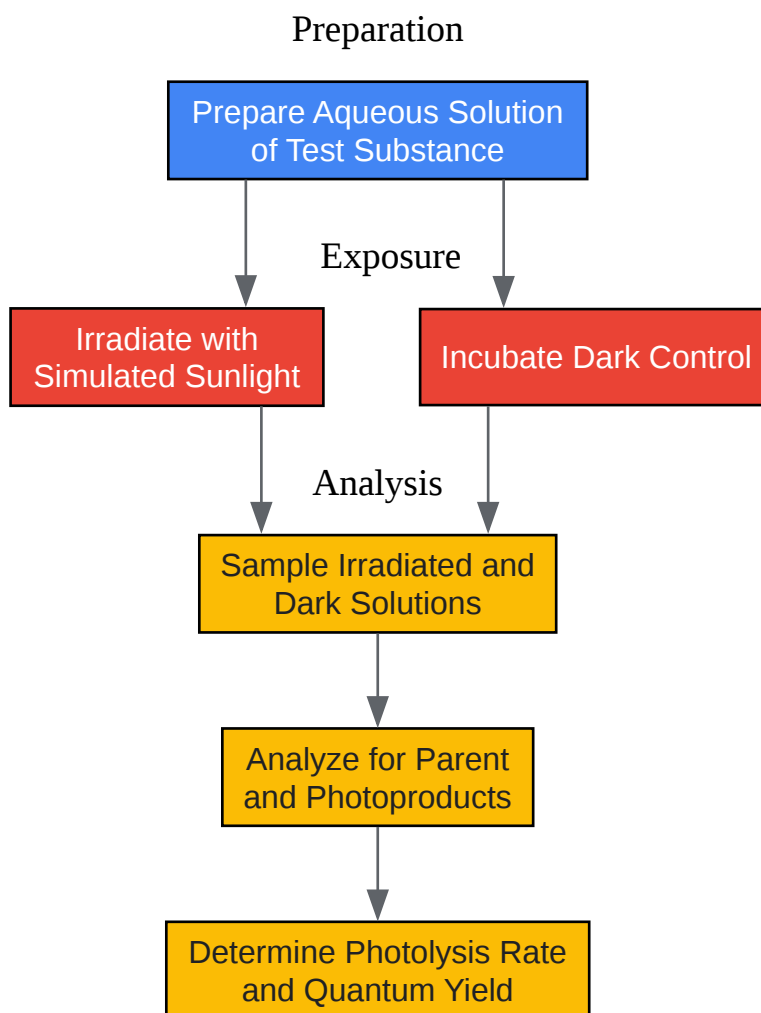 Preparation
Prepare Aqueous Solution
of Test Substance
Exposure
Irradiate with
Simulated Sunlight
Incubate Dark Control
Analysis
Sample Irradiated and
Dark Solutions
Analyze for Parent
and Photoproducts
Determine Photolysis Rate
and Quantum Yield